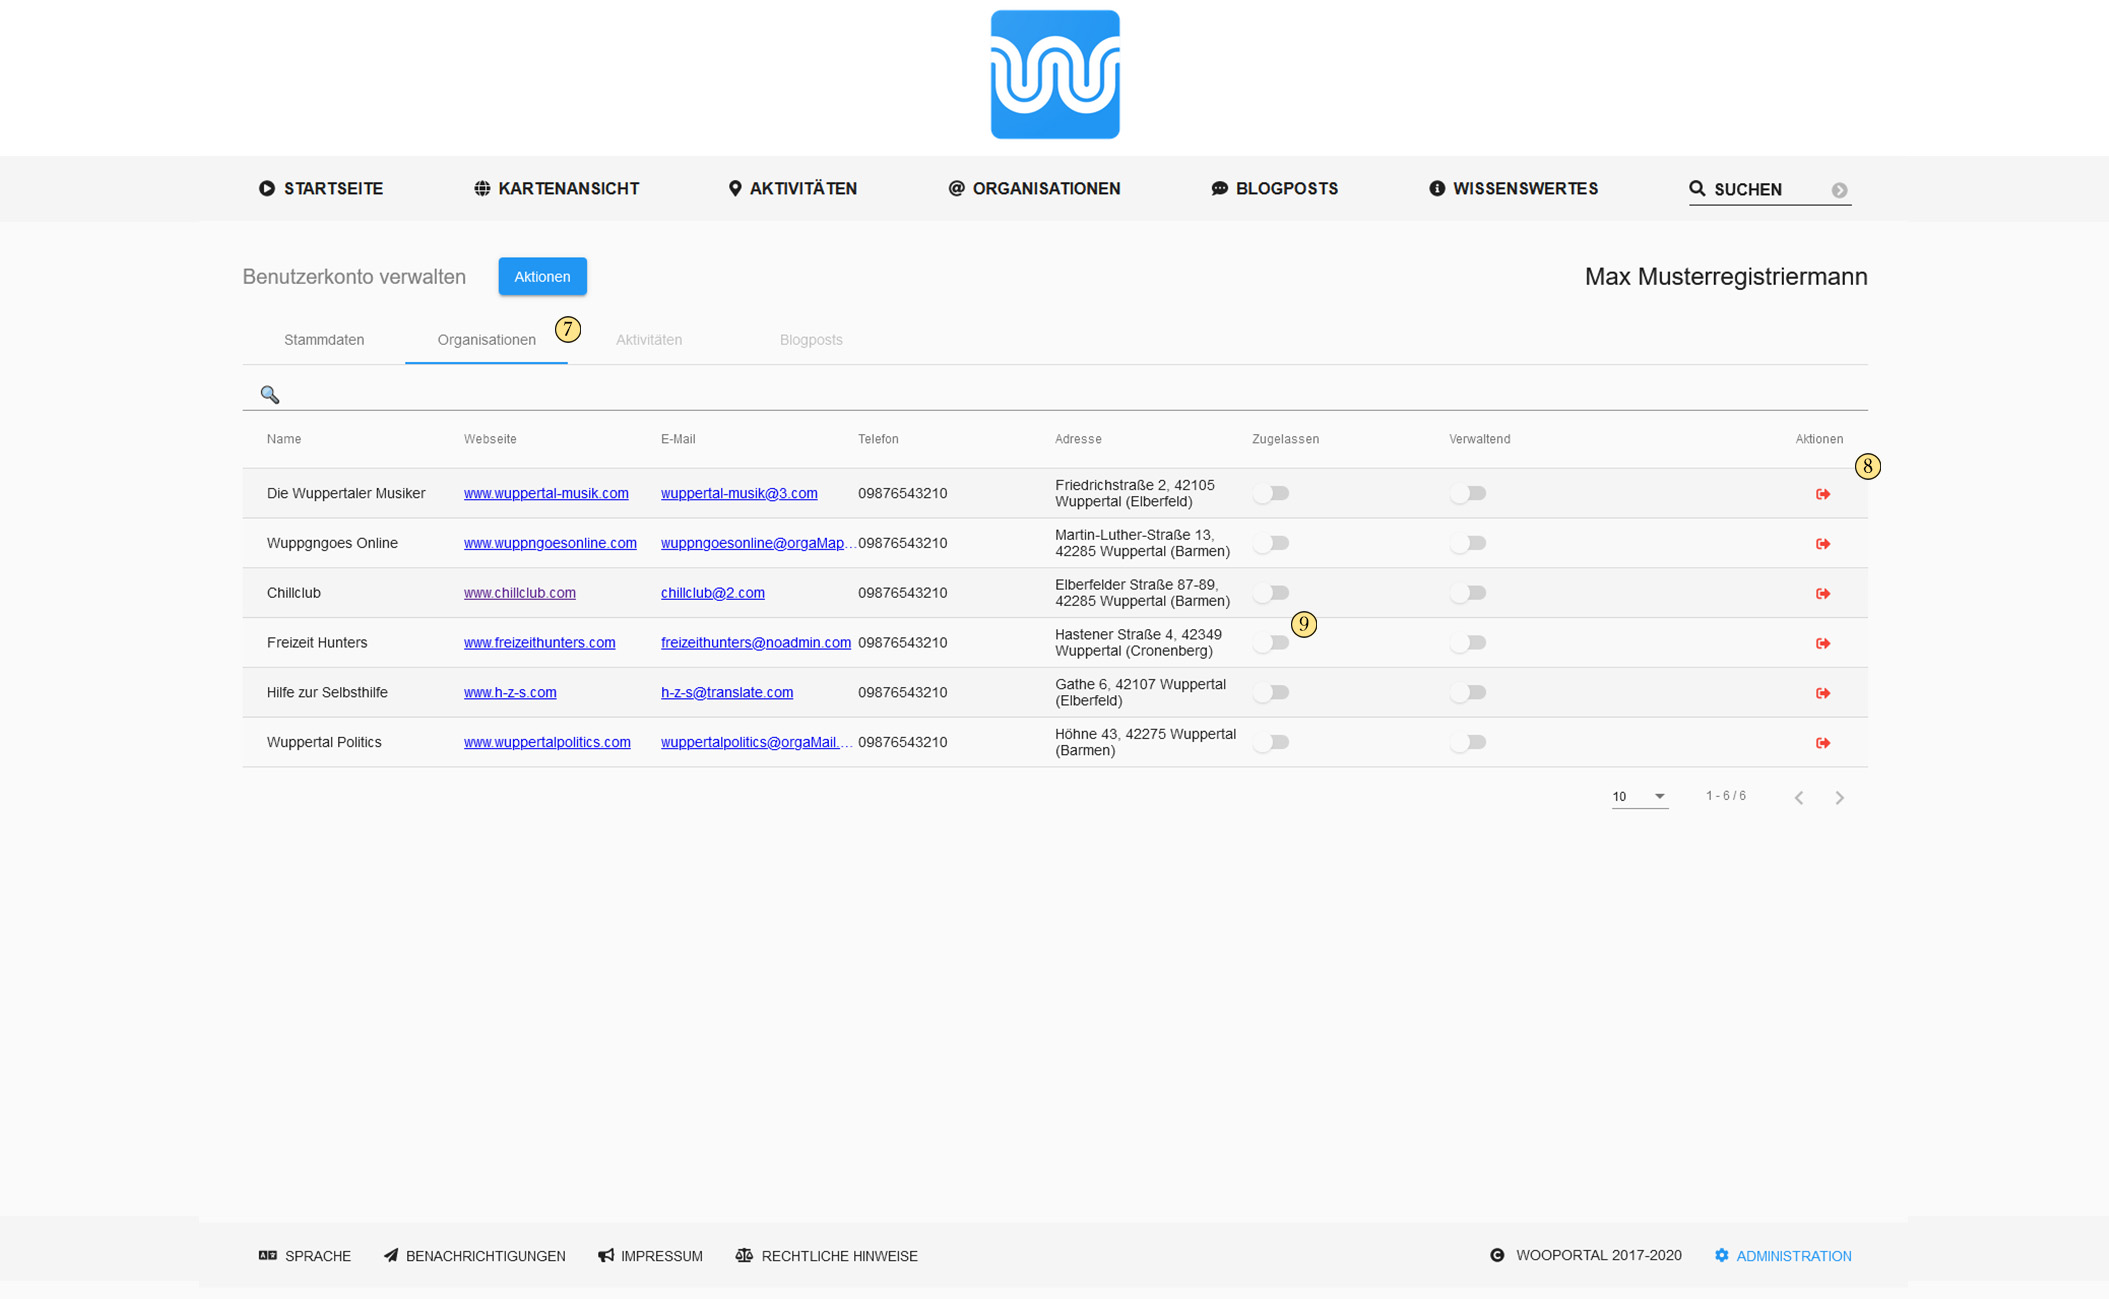 STARTSEITE KARTENANSICHT AKTIVITÄTEN ORGANISATIONEN BLOGPOSTS WISSENSWERTES SUCHEN
Benutzerkonto verwalten Aktionen Max Musterregistriermann
Stammdaten Organisationen 7 Aktivitäten Blogposts
Name Webseite E-Mail Telefon Adresse Zugelassen Verwaltend Aktionen
8
Die Wuppertaler Musiker www.wuppertal-musik.com wuppertal-musik@3.com 09876543210 Friedrichstraße 2, 42105
Wuppertal (Elberfeld)
Wuppgngoes Online www.wuppngoesonline.com wuppngoesonline@orgaMap... 09876543210 Martin-Luther-Straße 13,
42285 Wuppertal (Barmen)
Chillclub www.chillclub.com chillclub@2.com 09876543210 Elberfelder Straße 87-89,
42285 Wuppertal (Barmen)
9
Freizeit Hunters www.freizeithunters.com freizeithunters@noadmin.com 09876543210 Hastener Straße 4, 42349
Wuppertal (Cronenberg)
Hilfe zur Selbsthilfe www.h-z-s.com h-z-s@translate.com 09876543210 Gathe 6, 42107 Wuppertal
(Elberfeld)
Wuppertal Politics www.wuppertalpolitics.com wuppertalpolitics@orgaMail.... 09876543210 Höhne 43, 42275 Wuppertal
(Barmen)
10 1 - 6 / 6
SPRACHE BENACHRICHTIGUNGEN IMPRESSUM RECHTLICHE HINWEISE WOOPORTAL 2017-2020 ADMINISTRATION